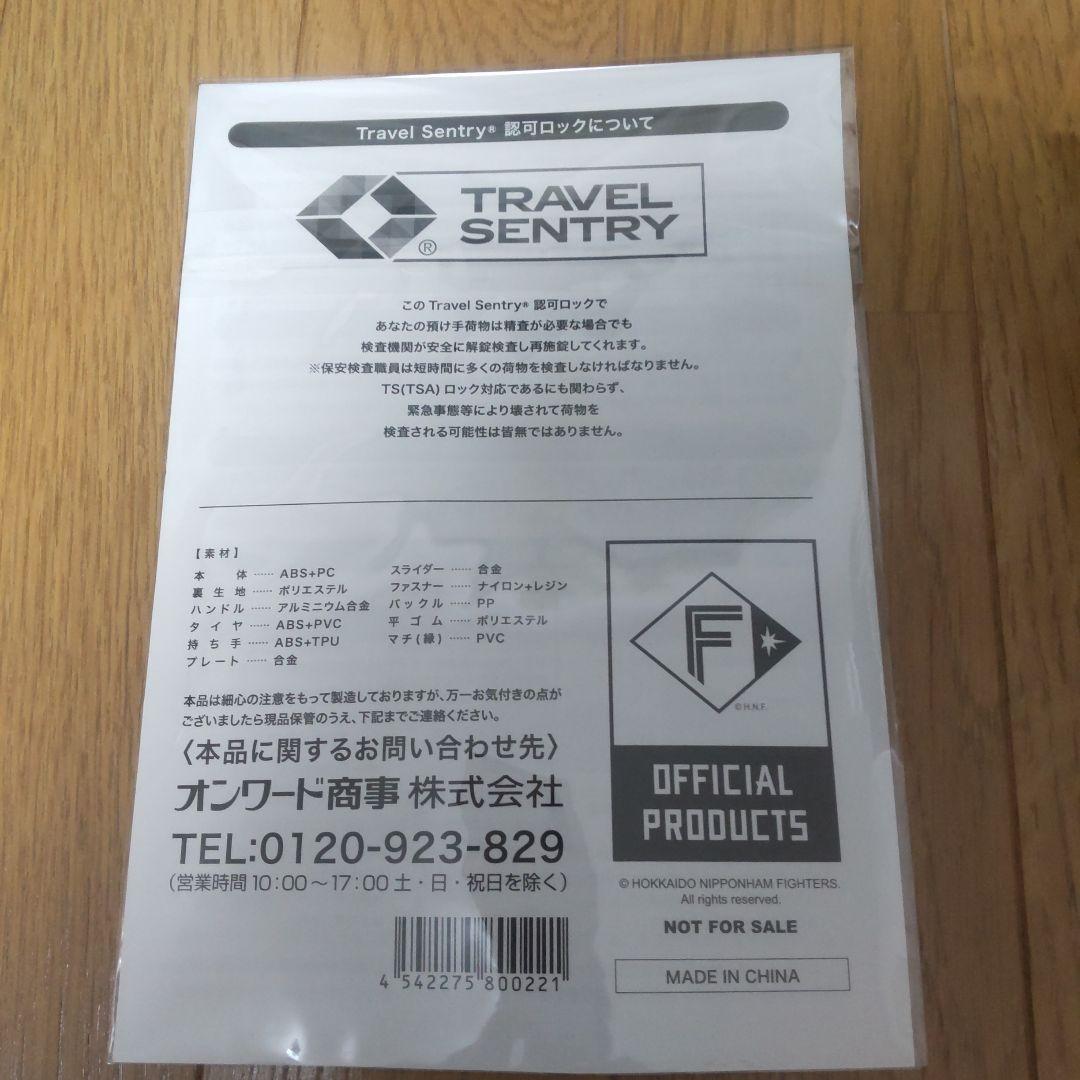 Travel Sentry® 認可ロックについて
TRAVEL
SENTRY
®
このTravel Sentry® 認可ロックで
あなたの預け手荷物は精査が必要な場合でも
検査機関が安全に解錠検査し再施錠してくれます。
※保安検査職員は短時間に多くの荷物を検査しなければなりません。
TS(TSA)ロック対応であるにも関わらず、
緊急事態等により壊されて荷物を
検査される可能性は皆無ではありません。
【素材】
本体……ABS+PC
裏生地……ポリエステル
ハンドル……アルミニウム合金
タイヤ……ABS+PVC
持ち手……ABS+TPU
プレート……合金
スライダー……合金
ファスナー……ナイロン+レジン
バックル……PP
平ゴム……ポリエステル
マチ(縁)……PVC
本品は細心の注意をもって製造しておりますが、万一お気付きの点が
ございましたら現品保管のうえ、下記までご連絡ください。
〈本品に関するお問い合わせ先〉
オンワード商事 株式会社
TEL:0120-923-829
(営業時間10:00～17:00 土・日・祝日を除く)
4 542275 800221
F
© H.N.F.
OFFICIAL
PRODUCTS
© HOKKAIDO NIPPONHAM FIGHTERS.
All rights reserved.
NOT FOR SALE
MADE IN CHINA